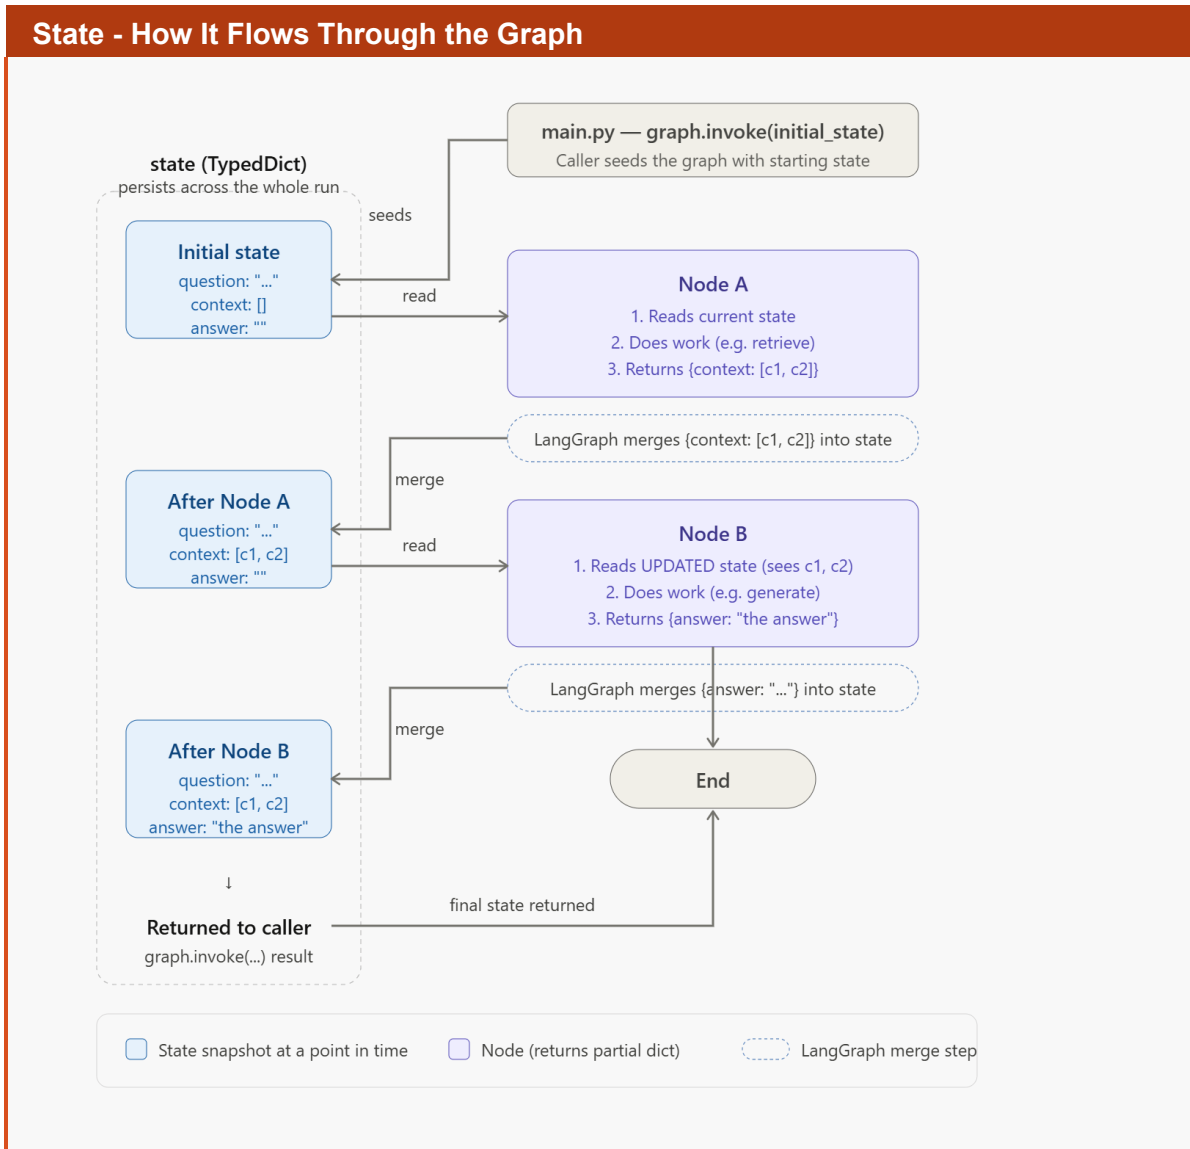 State - How It Flows Through the Graph
main.py — graph.invoke(initial_state)
Caller seeds the graph with starting state
state (TypedDict)
persists across the whole run
seeds
Initial state
question: "..."
context: []
answer: ""
read
Node A
1. Reads current state
2. Does work (e.g. retrieve)
3. Returns {context: [c1, c2]}
LangGraph merges {context: [c1, c2]} into state
merge
After Node A
question: "..."
context: [c1, c2]
answer: ""
read
Node B
1. Reads UPDATED state (sees c1, c2)
2. Does work (e.g. generate)
3. Returns {answer: "the answer"}
LangGraph merges {answer: "..."} into state
merge
After Node B
question: "..."
context: [c1, c2]
answer: "the answer"
End
↓
final state returned
Returned to caller
graph.invoke(...) result
State snapshot at a point in time
Node (returns partial dict)
LangGraph merge step